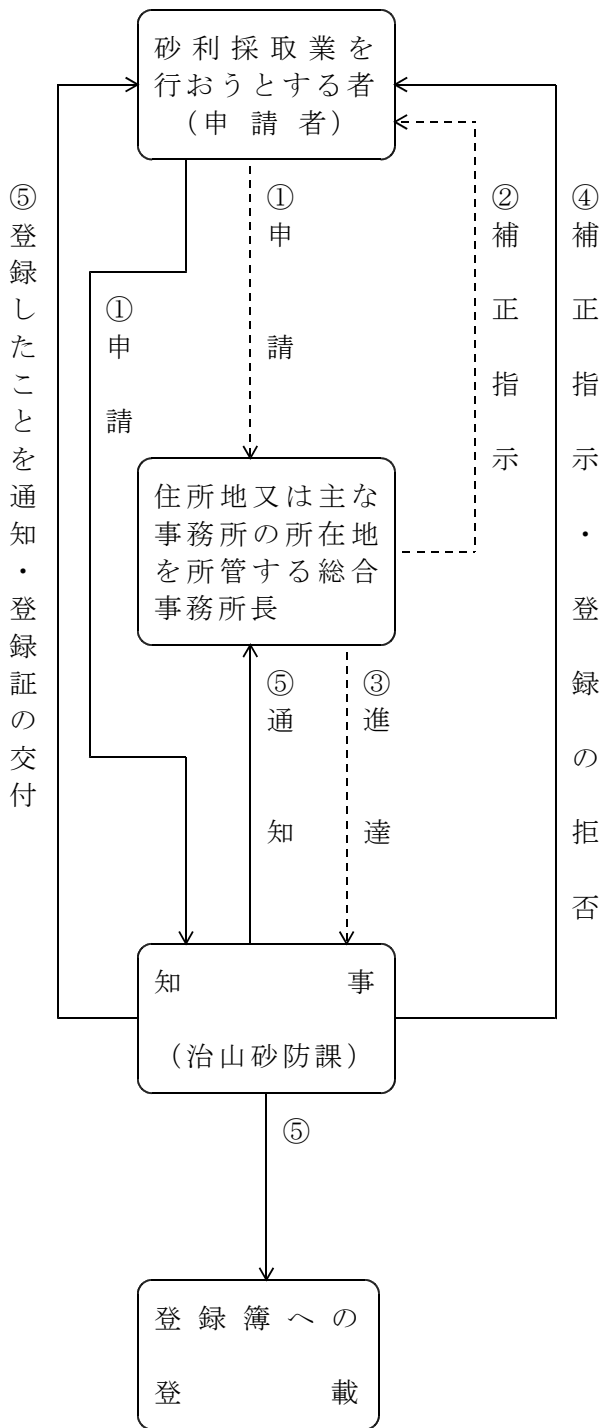 砂利採取業を
行おうとする者
（申請者）
⑤登録したことを通知・登録証の交付
①申請
①申請
②補正指示
④補正指示・登録の拒否
住所地又は主な
事務所の所在地
を所管する総合
事務所長
⑤通知
③進達
知事
（治山砂防課）
⑤
登録簿への
登載